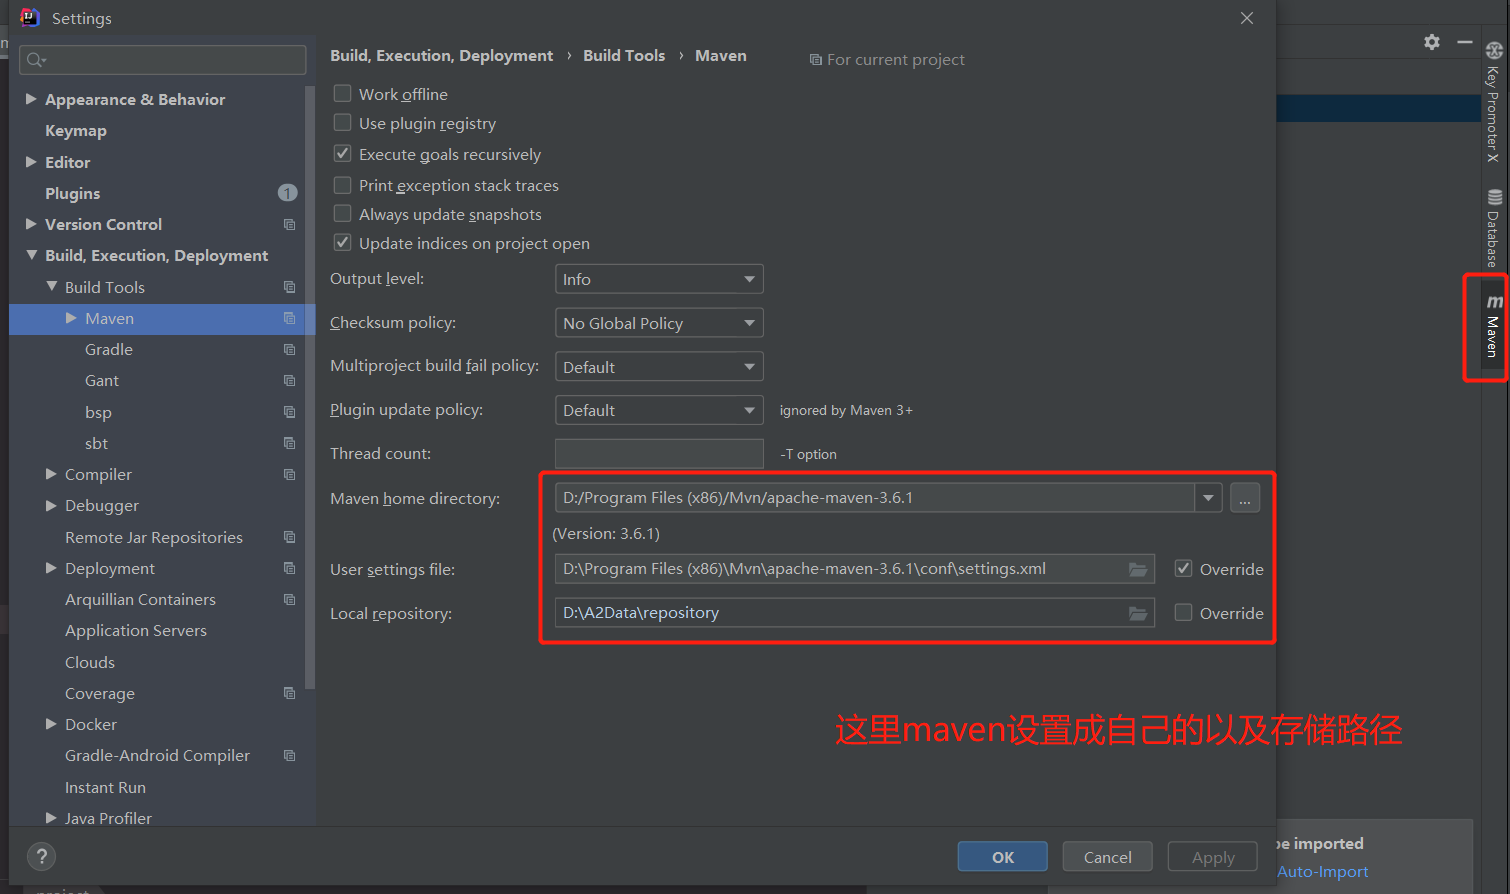 Settings
Build, Execution, Deployment › Build Tools › Maven
For current project
Appearance & Behavior
Keymap
Editor
Plugins
1
Version Control
Build, Execution, Deployment
Build Tools
Maven
Gradle
Gant
bsp
sbt
Compiler
Debugger
Remote Jar Repositories
Deployment
Arquillian Containers
Application Servers
Clouds
Coverage
Docker
Gradle-Android Compiler
Instant Run
Java Profiler
Work offline
Use plugin registry
Execute goals recursively
Print exception stack traces
Always update snapshots
Update indices on project open
Output level: Info
Checksum policy: No Global Policy
Multiproject build fail policy: Default
Plugin update policy: Default ignored by Maven 3+
Thread count: -T option
Maven home directory: D:/Program Files (x86)/Mvn/apache-maven-3.6.1 ...
(Version: 3.6.1)
User settings file: D:\Program Files (x86)\Mvn\apache-maven-3.6.1\conf\settings.xml Override
Local repository: D:\A2Data\repository Override
这里maven设置成自己的以及存储路径
? OK Cancel Apply
be imported
Auto-Import
Key Promoter X
Database
m Maven